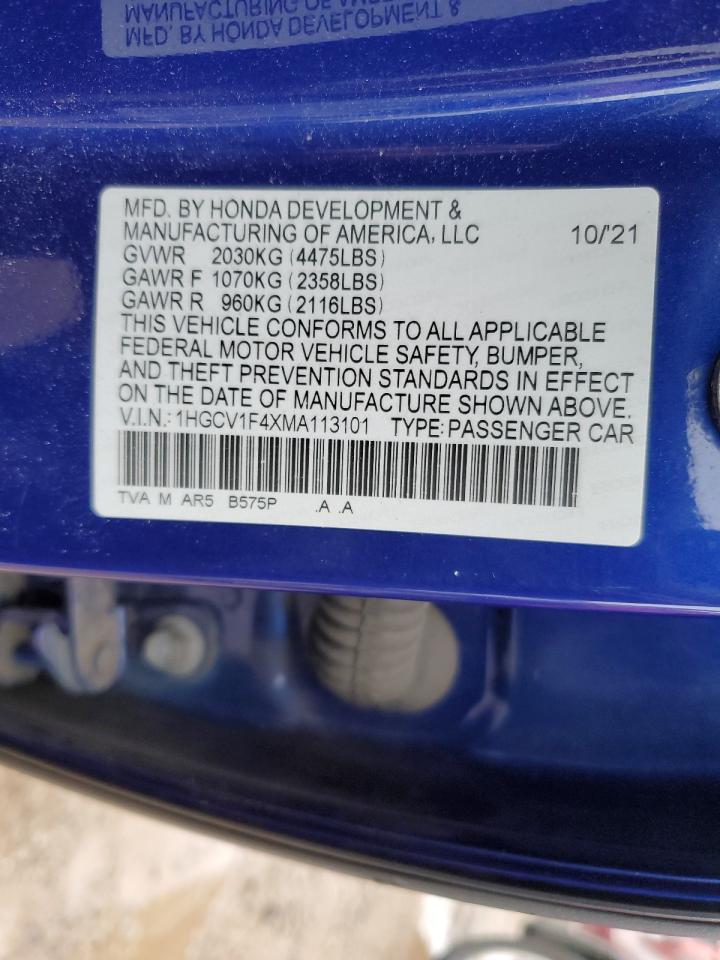 MFD. BY HONDA DEVELOPMENT &
MANUFACTURING OF AMERICA, LLC 10/'21
GVWR 2030KG (4475LBS)
GAWR F 1070KG (2358LBS)
GAWR R 960KG (2116LBS)
THIS VEHICLE CONFORMS TO ALL APPLICABLE
FEDERAL MOTOR VEHICLE SAFETY, BUMPER,
AND THEFT PREVENTION STANDARDS IN EFFECT
ON THE DATE OF MANUFACTURE SHOWN ABOVE.
V.I.N.: 1HGCV1F4XMA113101 TYPE: PASSENGER CAR
TVA M AR5 B575P .A .A